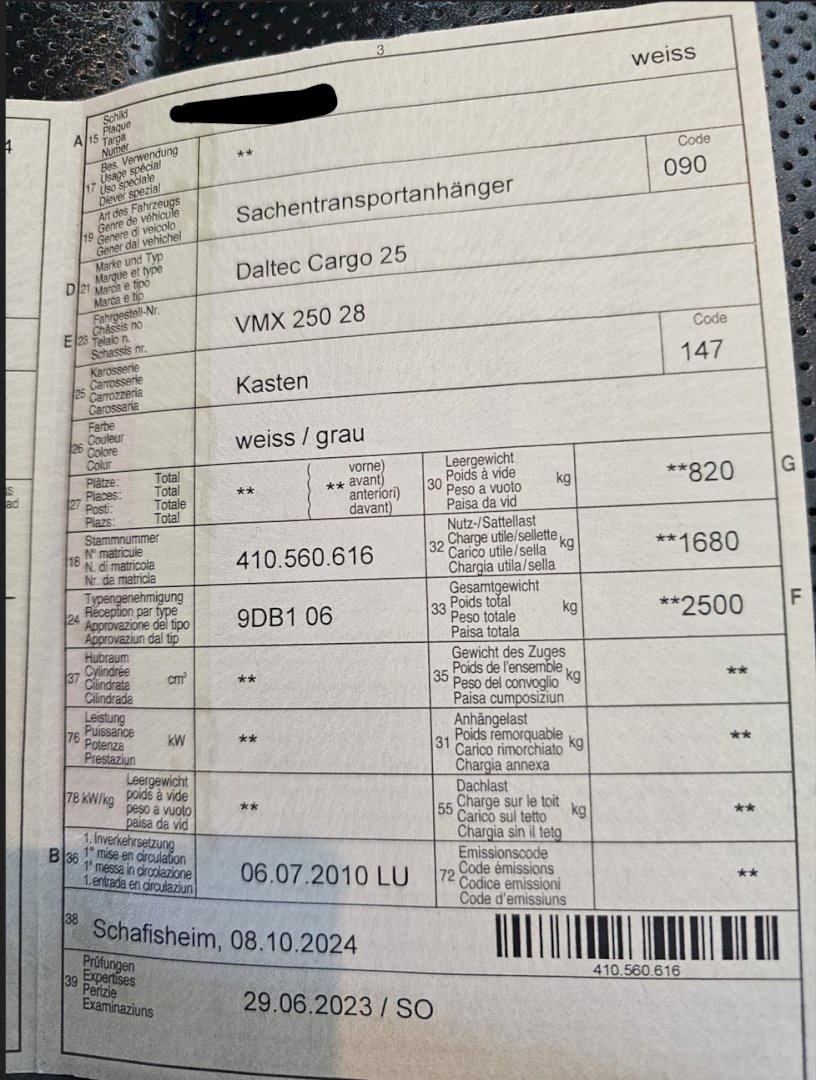 3
weiss
A 15 Schild
Plaque
Targa
Numer
17 Bes. Verwendung
Usage spécial
Uso speciale
Diever spezial
**
19 Art des Fahrzeugs
Genre de véhicule
Genere di veicolo
Gener dal vehichel
Sachentransportanhänger
Code
090
D 21 Marke und Typ
Marque et type
Marca e tipo
Marca e tip
Daltec Cargo 25
E 23 Fahrgestell-Nr.
Châssis no
Telaio n.
Schassis nr.
VMX 250 28
25 Karosserie
Carrosserie
Carrozzeria
Carossaria
Kasten
Code
147
26 Farbe
Couleur
Colore
Colur
weiss / grau
27 Plätze: Total
Places: Total
Posti: Totale
Plazs: Total
**
( vorne)
** avant)
anteriori)
davant)
30 Leergewicht
Poids à vide
Peso a vuoto
Paisa da vid
kg
**820
G
18 Stammnummer
N° matricule
N. di matricola
Nr. da matricla
410.560.616
32 Nutz-/Sattellast
Charge utile/sellette
Carico utile/sella
Chargia utila/sella
kg
**1680
24 Typengenehmigung
Réception par type
Approvazione del tipo
Approvaziun dal tip
9DB1 06
33 Gesamtgewicht
Poids total
Peso totale
Paisa totala
kg
**2500
F
37 Hubraum
Cylindrée
Cilindrata
Cilindrada
cm³
**
35 Gewicht des Zuges
Poids de l'ensemble
Peso del convoglio
Paisa cumposiziun
kg
**
76 Leistung
Puissance
Potenza
Prestaziun
kW
**
31 Anhängelast
Poids remorquable
Carico rimorchiato
Chargia annexa
kg
**
78 kW/kg Leergewicht
poids à vide
peso a vuoto
paisa da vid
**
55 Dachlast
Charge sur le toit
Carico sul tetto
Chargia sin il tetg
kg
**
B 36 1. Inverkehrsetzung
1re mise en circulation
1a messa in circolazione
1. entrada en circulaziun
06.07.2010 LU
72 Emissionscode
Code émissions
Codice emissioni
Code d'emissiuns
**
38 Schafisheim, 08.10.2024
410.560.616
39 Prüfungen
Expertises
Perizie
Examinaziuns
29.06.2023 / SO